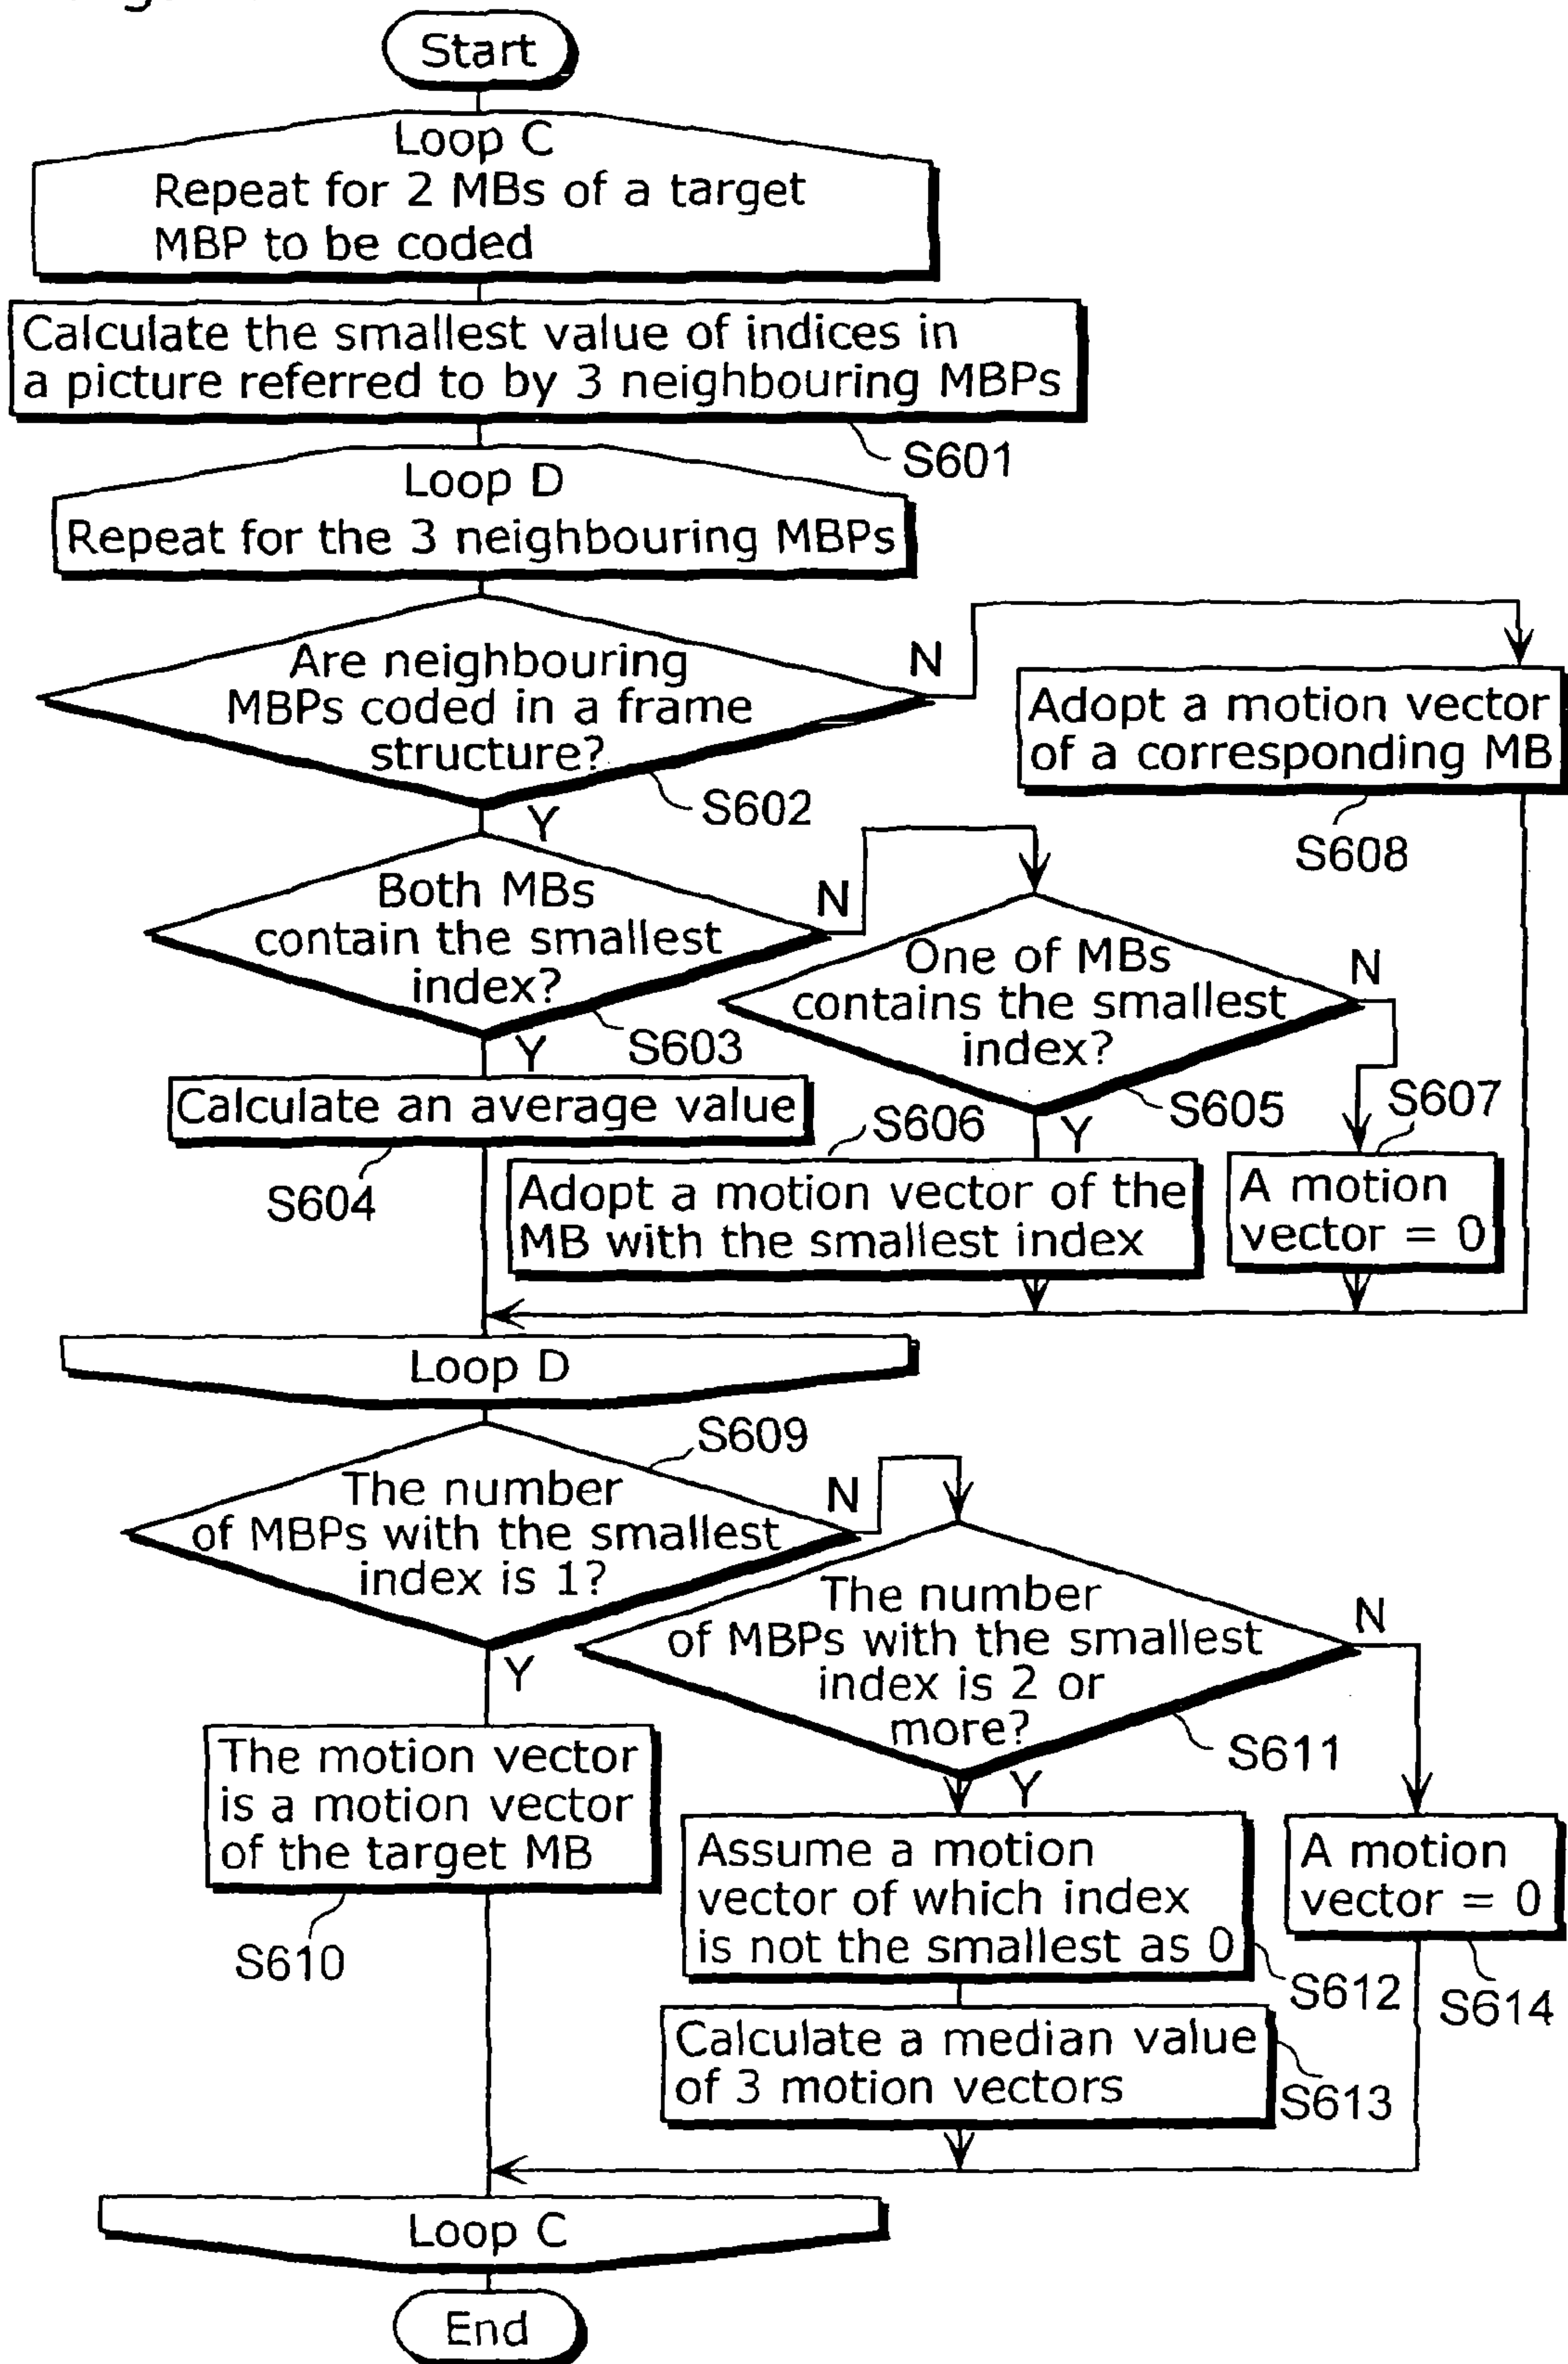 Start
Loop C
Repeat for 2 MBs of a target
MBP to be coded
Calculate the smallest value of indices in
a picture referred to by 3 neighbouring MBPs
S601
Loop D
Repeat for the 3 neighbouring MBPs
Are neighbouring
MBPs coded in a frame
structure?
N
S602
Y
Adopt a motion vector
of a corresponding MB
S608
Both MBs
contain the smallest
index?
N
S603
Y
One of MBs
contains the smallest
index?
N
S605
Y
Calculate an average value
S604
S606
Adopt a motion vector of the
MB with the smallest index
S607
A motion
vector = 0
Loop D
S609
The number
of MBPs with the smallest
index is 1?
N
Y
The number
of MBPs with the smallest
index is 2 or
more?
N
S611
Y
The motion vector
is a motion vector
of the target MB
S610
Assume a motion
vector of which index
is not the smallest as 0
S612
A motion
vector = 0
S614
Calculate a median value
of 3 motion vectors
S613
Loop C
End